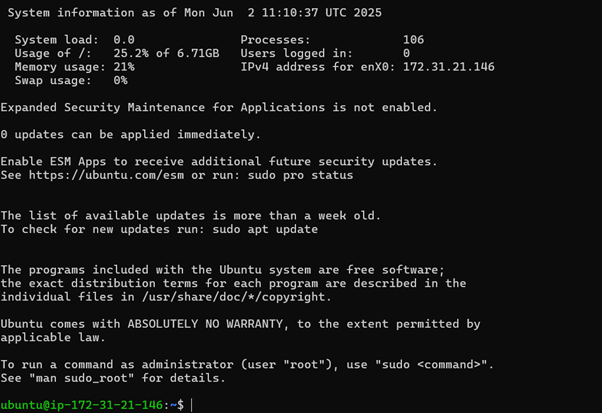 System information as of Mon Jun  2 11:10:37 UTC 2025
System load:  0.0                Processes:             106
Usage of /:   25.2% of 6.71GB   Users logged in:       0
Memory usage: 21%                IPv4 address for enX0: 172.31.21.146
Swap usage:   0%
Expanded Security Maintenance for Applications is not enabled.
0 updates can be applied immediately.
Enable ESM Apps to receive additional future security updates.
See https://ubuntu.com/esm or run: sudo pro status
The list of available updates is more than a week old.
To check for new updates run: sudo apt update
The programs included with the Ubuntu system are free software;
the exact distribution terms for each program are described in the
individual files in /usr/share/doc/*/copyright.
Ubuntu comes with ABSOLUTELY NO WARRANTY, to the extent permitted by
applicable law.
To run a command as administrator (user "root"), use "sudo <command>".
See "man sudo_root" for details.
ubuntu@ip-172-31-21-146:~$